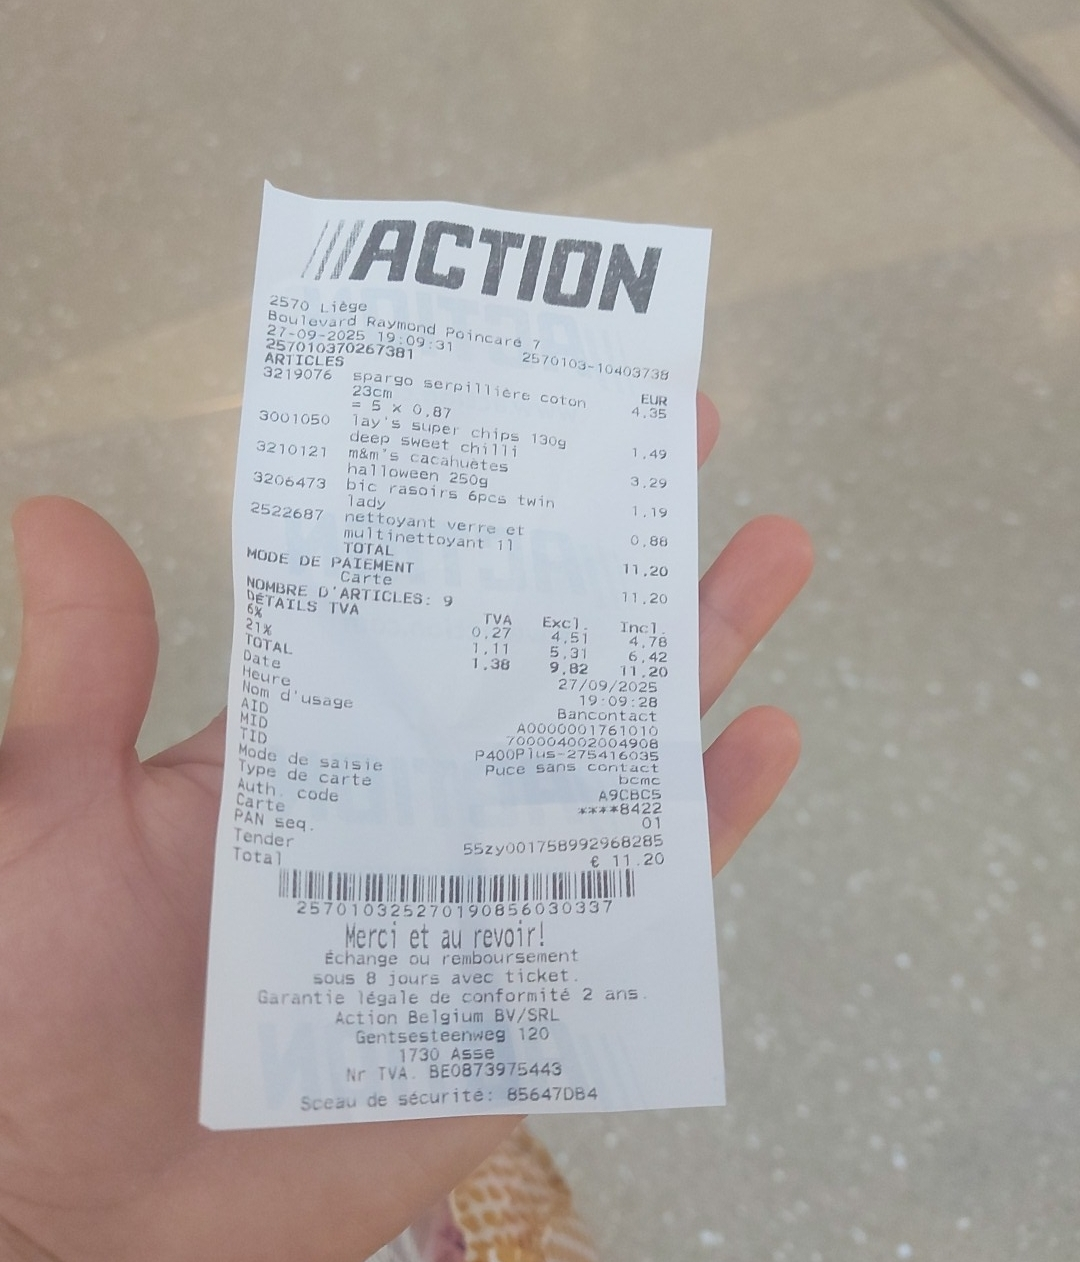 ACTION
2570 Liège
Boulevard Raymond Poincaré 7
27-09-2025 19:09:31 2570103-10403738
257010370267381
ARTICLES EUR
3219076 spargo serpillière coton 4,35
23cm
= 5 x 0,87
3001050 lay's super chips 130g 1,49
deep sweet chilli
3210121 m&m's cacahuètes 3,29
halloween 250g
3206473 bic rasoirs 6pcs twin 1,19
lady
2522687 nettoyant verre et 0,88
multinettoyant 1l
TOTAL 11,20
MODE DE PAIEMENT
Carte 11,20
NOMBRE D'ARTICLES: 9
DÉTAILS TVA TVA Excl. Incl.
6% 0,27 4,51 4,78
21% 1,11 5,31 6,42
TOTAL 1,38 9,82 11,20
Date 27/09/2025
Heure 19:09:28
Nom d'usage Bancontact
AID A0000001761010
MID 700004002004908
TID P400Plus-275416035
Mode de saisie Puce sans contact
Type de carte bcmc
Auth. code A9CBC5
Carte ****8422
PAN seq. 01
Tender 55zy001758992968285
Total € 11.20
257010325270190856030337
Merci et au revoir!
Échange ou remboursement
sous 8 jours avec ticket.
Garantie légale de conformité 2 ans.
Action Belgium BV/SRL
Gentsesteenweg 120
1730 Asse
Nr TVA. BE0873975443
Sceau de sécurité: 85647DB4